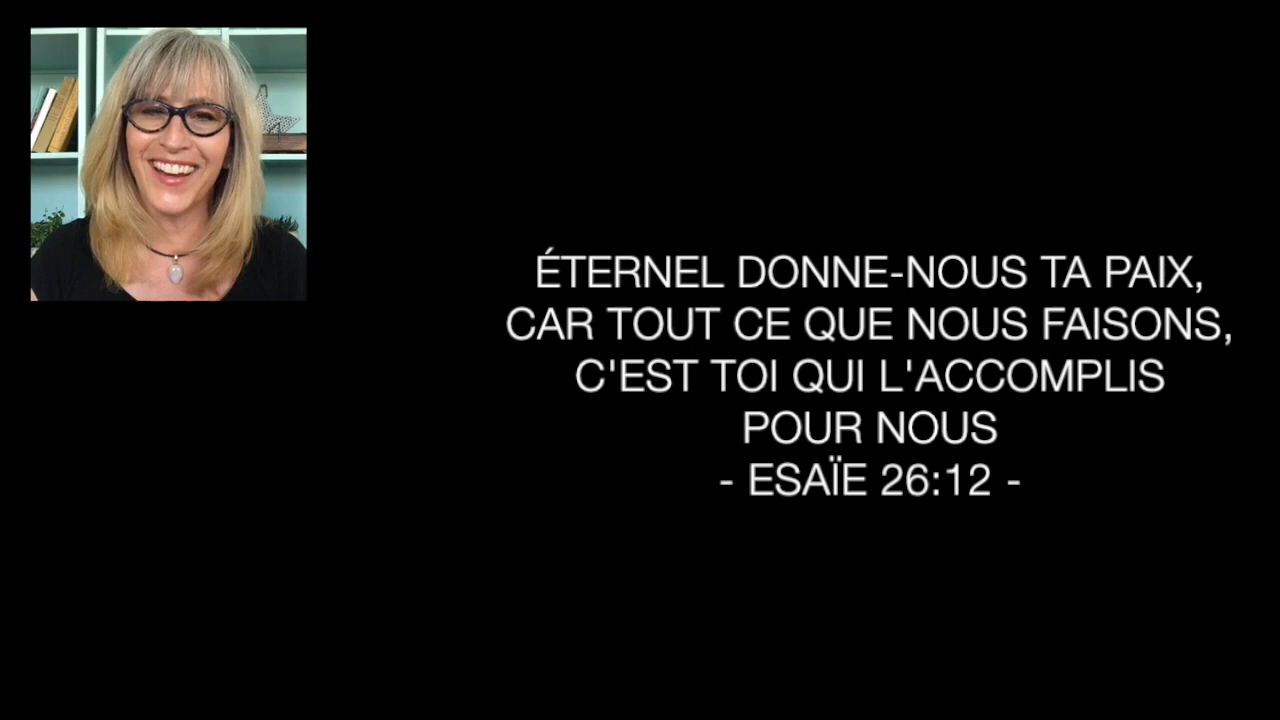 ÉTERNEL DONNE-NOUS TA PAIX,
CAR TOUT CE QUE NOUS FAISONS,
C'EST TOI QUI L'ACCOMPLIS
POUR NOUS
- ESAÏE 26:12 -